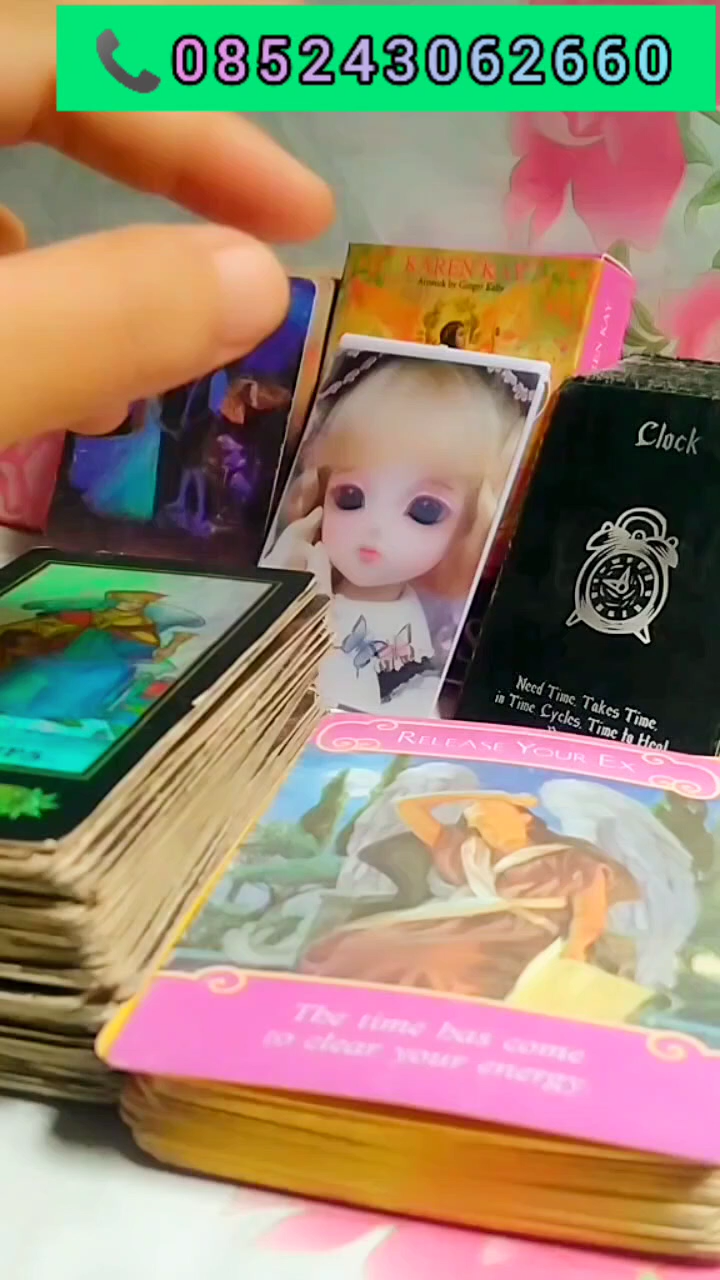 085243062660
KAREN KAY
Artwork by Ginger Kelly
Clock
Need Time, Takes Time,
in Time, Cycles, Time to Heal
RELEASE YOUR EX
The time has come
to clear your energy